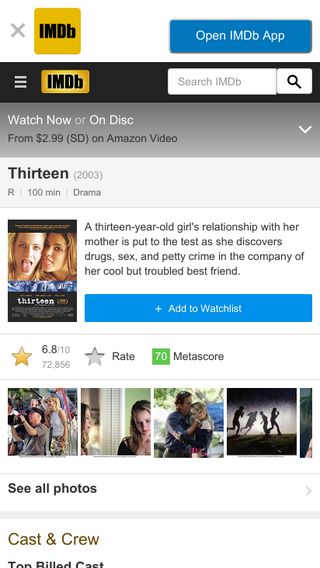 IMDb
Open IMDb App
IMDb
Search IMDb
Watch Now or On Disc
From $2.99 (SD) on Amazon Video
Thirteen (2003)
R | 100 min | Drama
A thirteen-year-old girl's relationship with her
mother is put to the test as she discovers
drugs, sex, and petty crime in the company of
her cool but troubled best friend.
thirteen
+ Add to Watchlist
6.8/10
72,856
Rate
70 Metascore
See all photos
Cast & Crew
Top Billed Cast